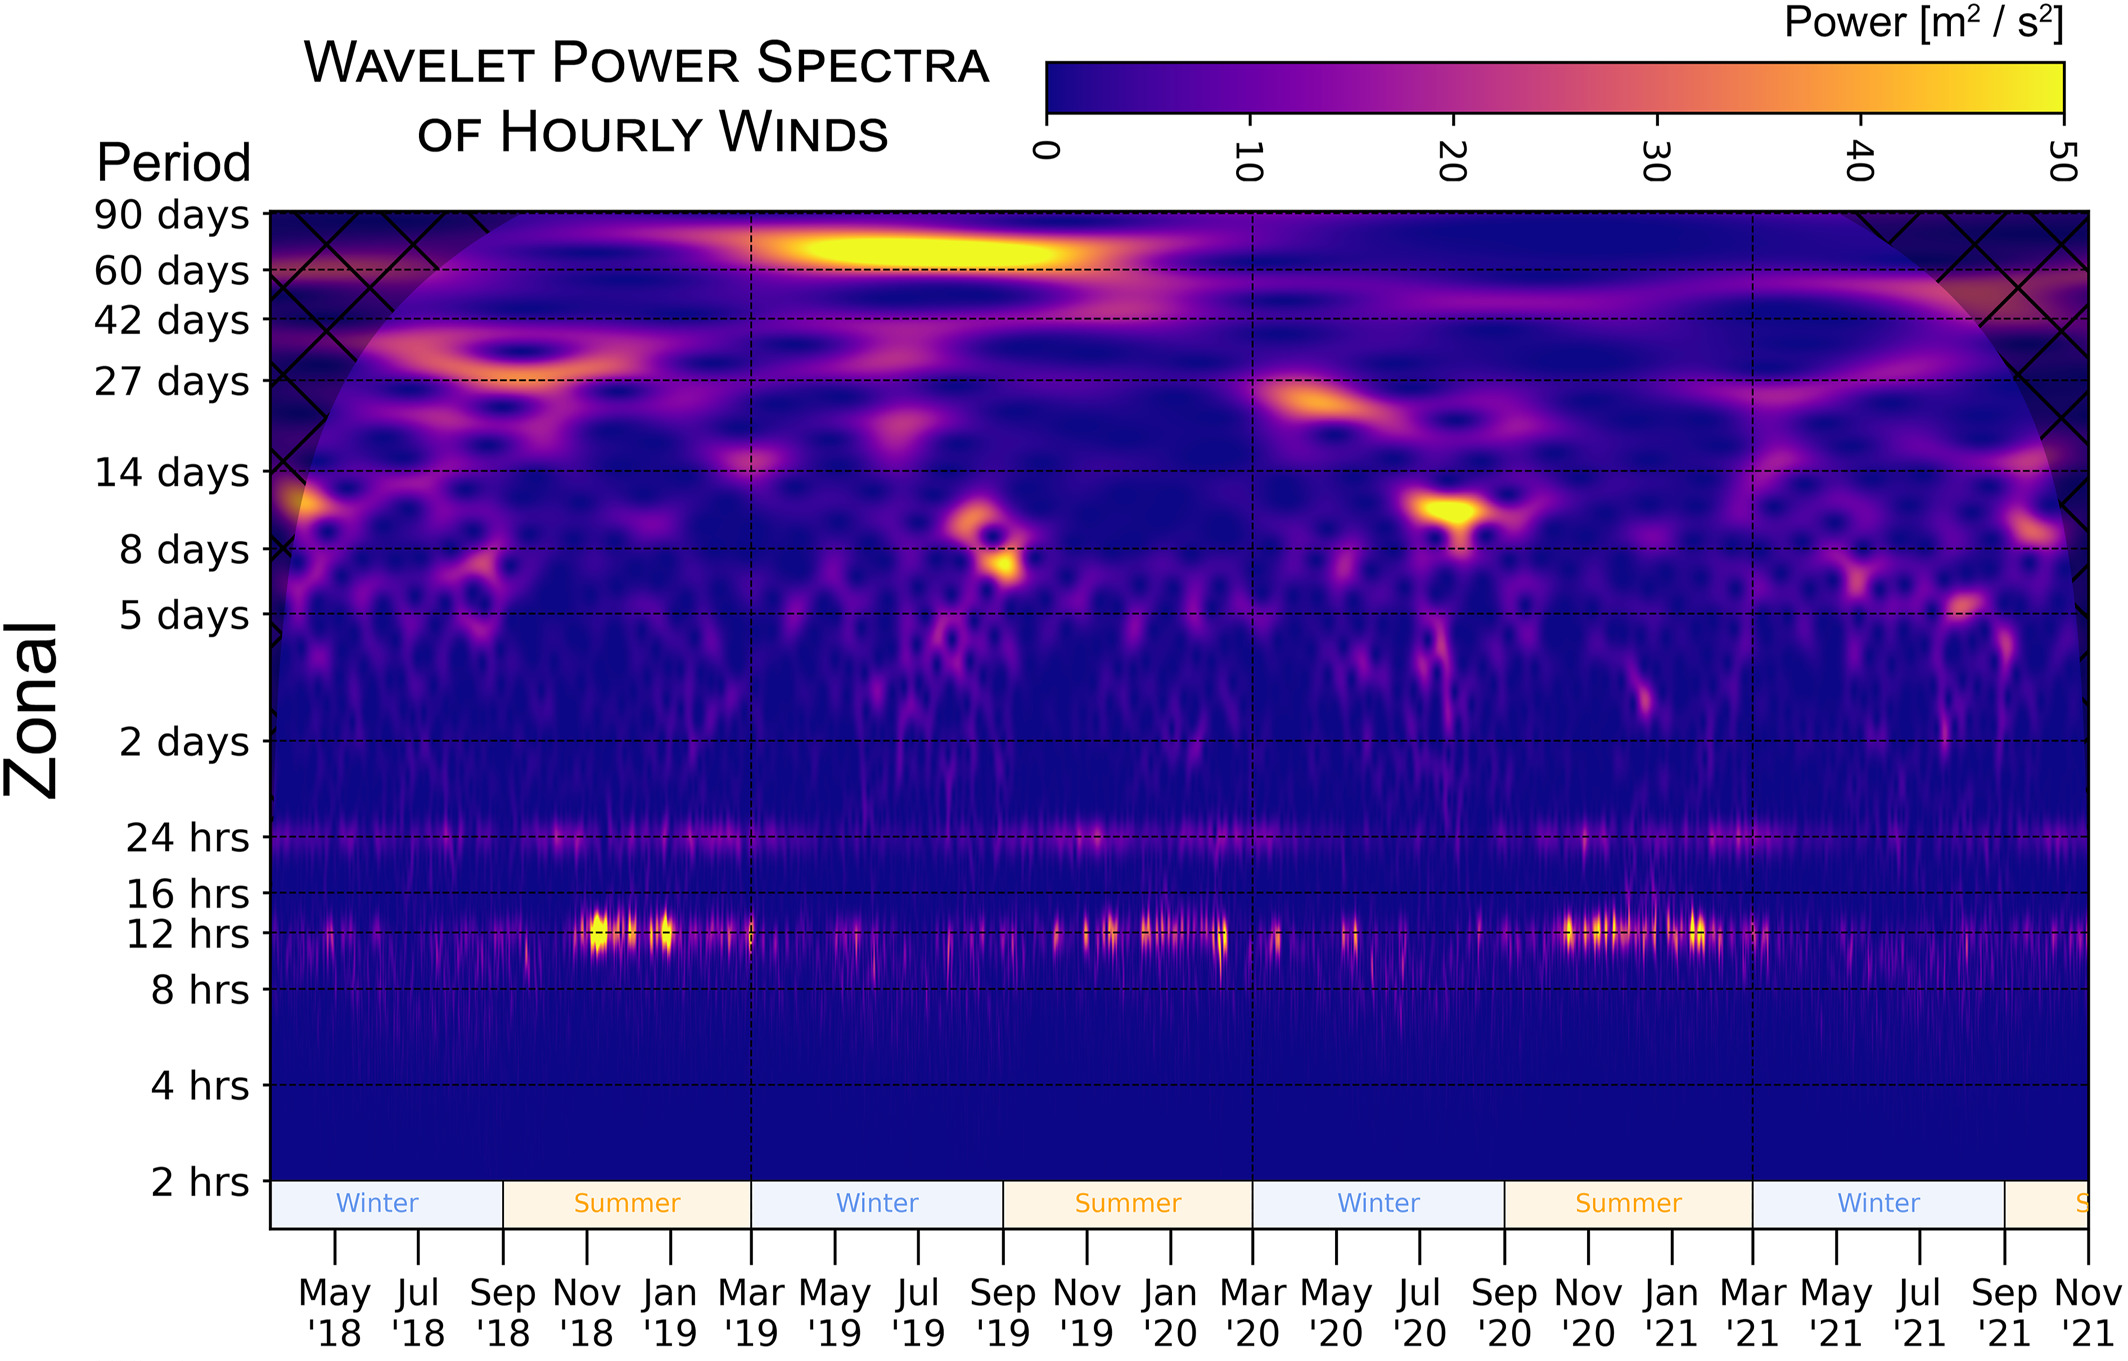 Power [m² / s²]
WAVELET POWER SPECTRA
OF HOURLY WINDS
0 10 20 30 40 50
Period
90 days
60 days
42 days
27 days
14 days
8 days
5 days
2 days
24 hrs
16 hrs
12 hrs
8 hrs
4 hrs
2 hrs
Zonal
Winter Summer Winter Summer Winter Summer Winter S
May Jul Sep Nov Jan Mar May Jul Sep Nov Jan Mar May Jul Sep Nov Jan Mar May Jul Sep Nov
'18 '18 '18 '18 '19 '19 '19 '19 '19 '19 '20 '20 '20 '20 '20 '20 '21 '21 '21 '21 '21 '21